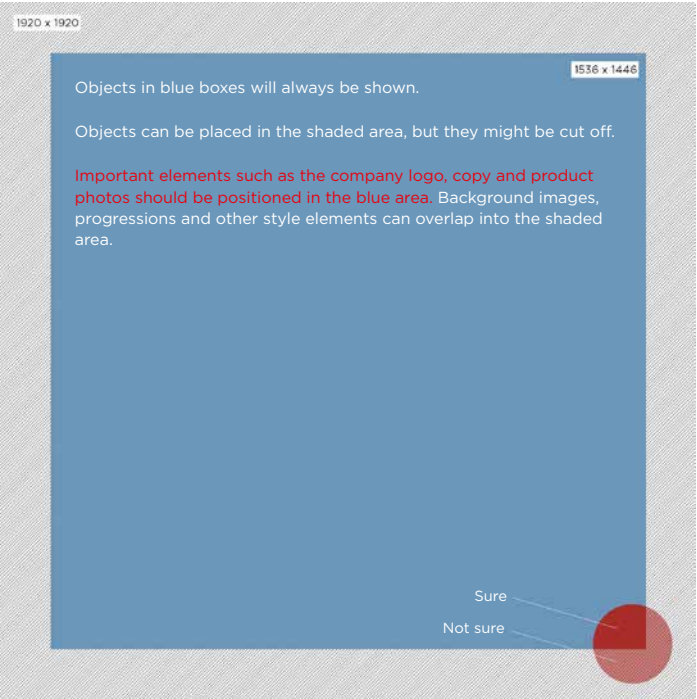 1920 x 1920
1536 x 1446
Objects in blue boxes will always be shown.
Objects can be placed in the shaded area, but they might be cut off.
Important elements such as the company logo, copy and product
photos should be positioned in the blue area. Background images,
progressions and other style elements can overlap into the shaded
area.
Sure
Not sure